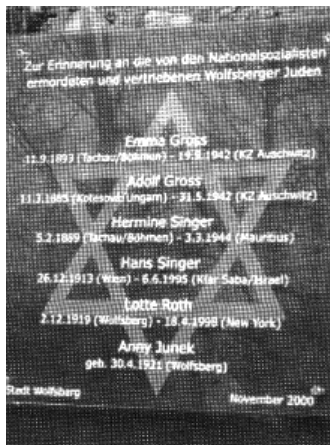 Zur Erinnerung an die von den Nationalsozialisten
ermordeten und vertriebenen Wolfsberger Juden
Emma Gross
11.9.1893 (Tachau/Böhmen) - 19.5.1942 (KZ Auschwitz)
Adolf Gross
11.3.1885 (Kolesovd/Ungarn) - 31.5.1942 (KZ Auschwitz)
Hermine Singer
5.2.1889 (Tachau/Böhmen) - 3.3.1944 (Mauritius)
Hans Singer
26.12.1913 (Wien) - 6.6.1995 (Kfar Saba/Israel)
Lotte Roth
2.12.1919 (Wolfsberg) - 18.4.1998 (New York)
Anny Junek
geb. 30.4.1921 (Wolfsberg)
Stadt Wolfsberg
November 2000